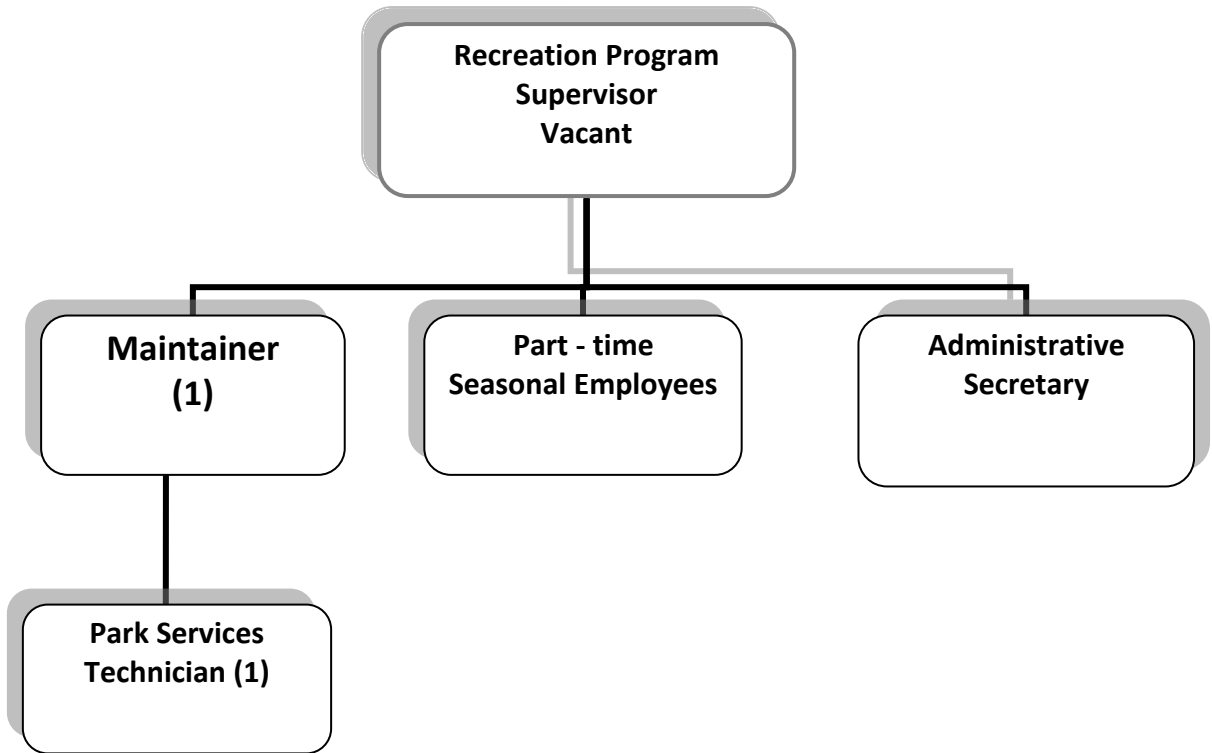 Recreation Program
Supervisor
Vacant
Maintainer
(1)
Part - time
Seasonal Employees
Administrative
Secretary
Park Services
Technician (1)